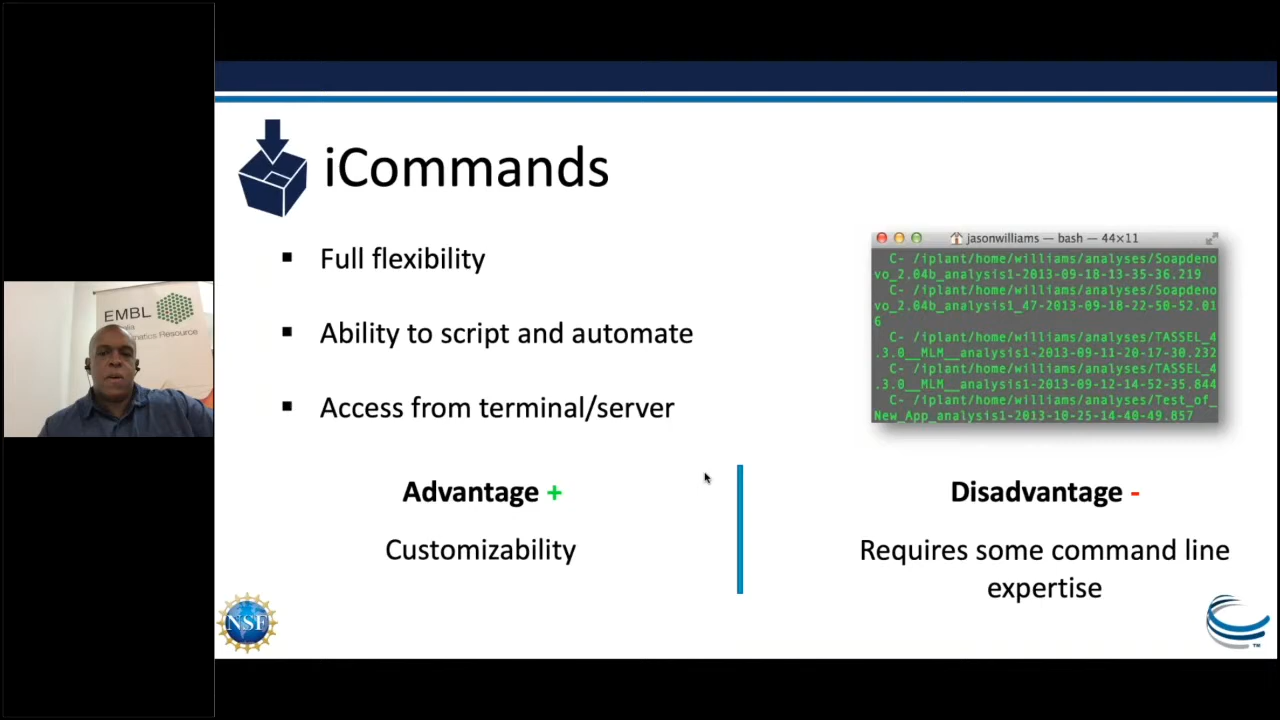 iCommands
▪ Full flexibility
▪ Ability to script and automate
▪ Access from terminal/server
jasonwilliams — bash — 44×11
C- /iplant/home/williams/analyses/Soapdeno
vo_2.04b_analysis1-2013-09-18-13-35-36.219
C- /iplant/home/williams/analyses/Soapdeno
vo_2.04b_analysis1_47-2013-09-18-22-50-52.01
6
C- /iplant/home/williams/analyses/TASSEL_4
.3.0__MLM__analysis1-2013-09-11-20-17-30.232
C- /iplant/home/williams/analyses/TASSEL_4
.3.0__MLM__analysis1-2013-09-12-14-52-35.844
C- /iplant/home/williams/analyses/Test_of_
New_App_analysis1-2013-10-25-14-40-49.857
Advantage +
Customizability
Disadvantage -
Requires some command line
expertise
NSF
TM
EMBL
Resource